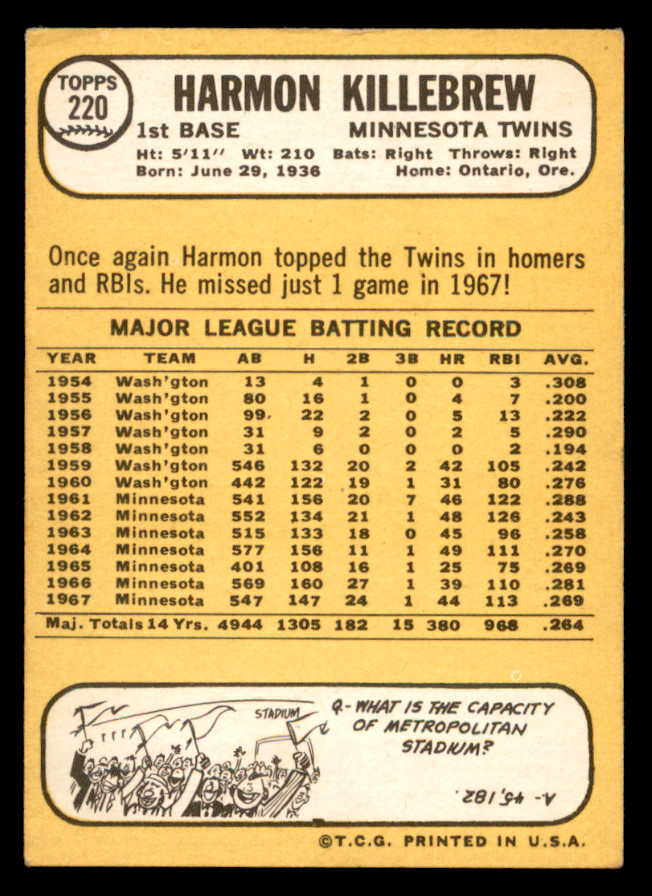 TOPPS
220
HARMON KILLEBREW
1st BASE MINNESOTA TWINS
Ht: 5'11" Wt: 210 Bats: Right Throws: Right
Born: June 29, 1936 Home: Ontario, Ore.
Once again Harmon topped the Twins in homers
and RBIs. He missed just 1 game in 1967!
MAJOR LEAGUE BATTING RECORD
YEAR TEAM AB H 2B 3B HR RBI AVG.
1954 Wash'gton 13 4 1 0 0 3 .308
1955 Wash'gton 80 16 1 0 4 7 .200
1956 Wash'gton 99 22 2 0 5 13 .222
1957 Wash'gton 31 9 2 0 2 5 .290
1958 Wash'gton 31 6 0 0 0 2 .194
1959 Wash'gton 546 132 20 2 42 105 .242
1960 Wash'gton 442 122 19 1 31 80 .276
1961 Minnesota 541 156 20 7 46 122 .288
1962 Minnesota 552 134 21 1 48 126 .243
1963 Minnesota 515 133 18 0 45 96 .258
1964 Minnesota 577 156 11 1 49 111 .270
1965 Minnesota 401 108 16 1 25 75 .269
1966 Minnesota 569 160 27 1 39 110 .281
1967 Minnesota 547 147 24 1 44 113 .269
Maj. Totals 14 Yrs. 4944 1305 182 15 380 968 .264
STADIUM
Q-WHAT IS THE CAPACITY
OF METROPOLITAN
STADIUM?
A- 45,182.
©T.C.G. PRINTED IN U.S.A.